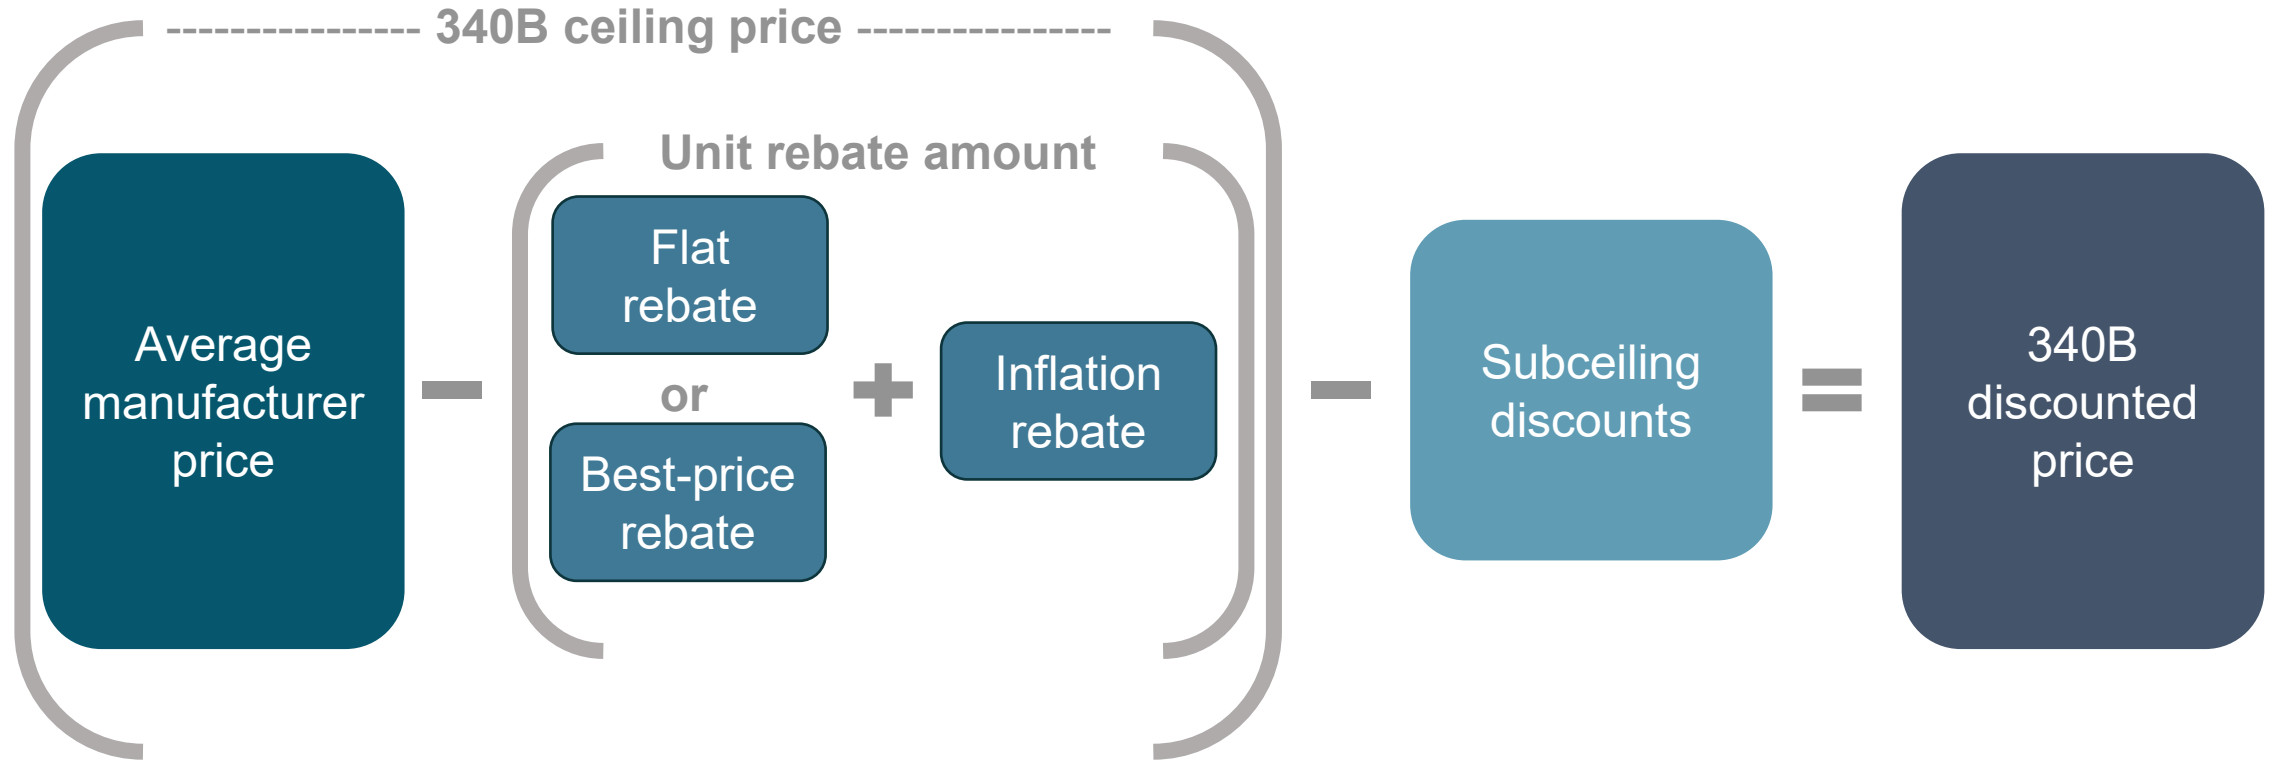 --------------- 340B ceiling price ---------------
Unit rebate amount
Average
manufacturer
price
Flat
rebate
or
Best-price
rebate
Inflation
rebate
Subceiling
discounts
340B
discounted
price